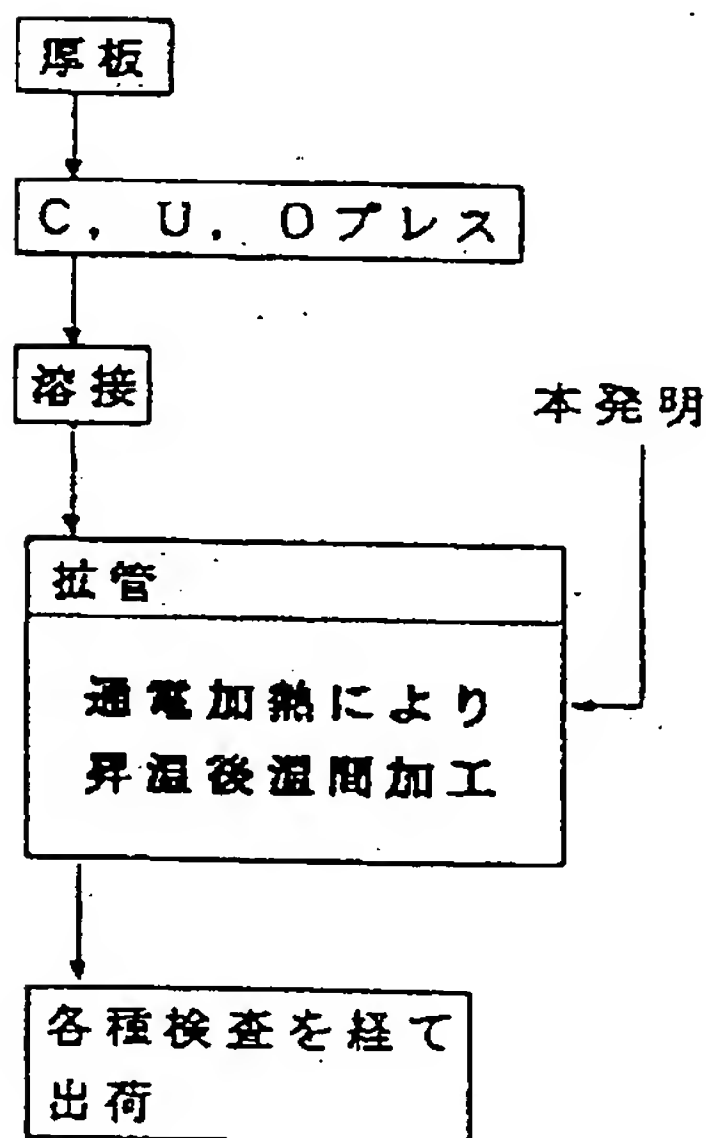 厚板
C, U, Oプレス
溶接
本発明
拡管
通電加熱により
昇温後温間加工
各種検査を経て
出荷